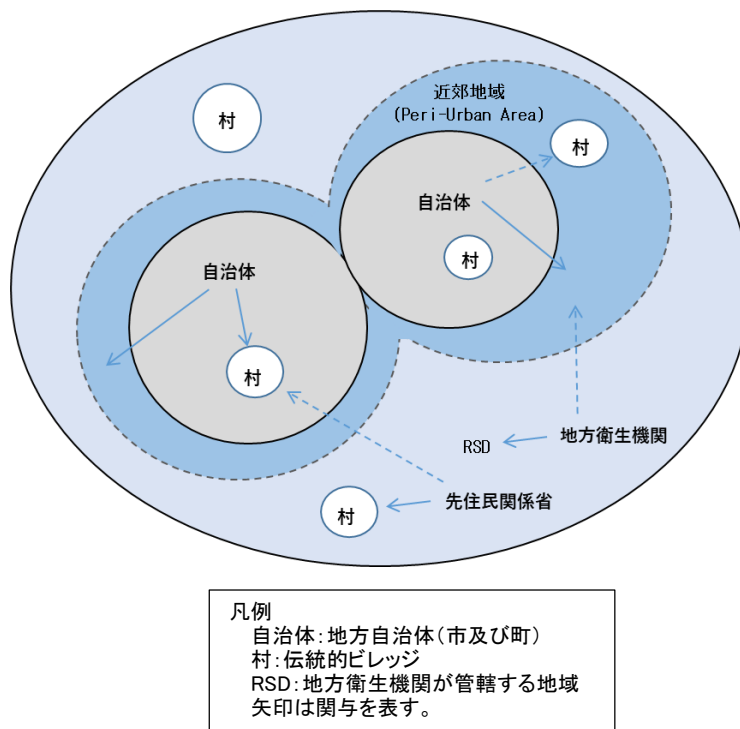 近郊地域
(Peri-Urban Area)
村
村
自治体
村
自治体
村
RSD
地方衛生機関
先住民関係省
村
凡例
自治体：地方自治体（市及び町）
村：伝統的ビレッジ
RSD：地方衛生機関が管轄する地域
矢印は関与を表す。